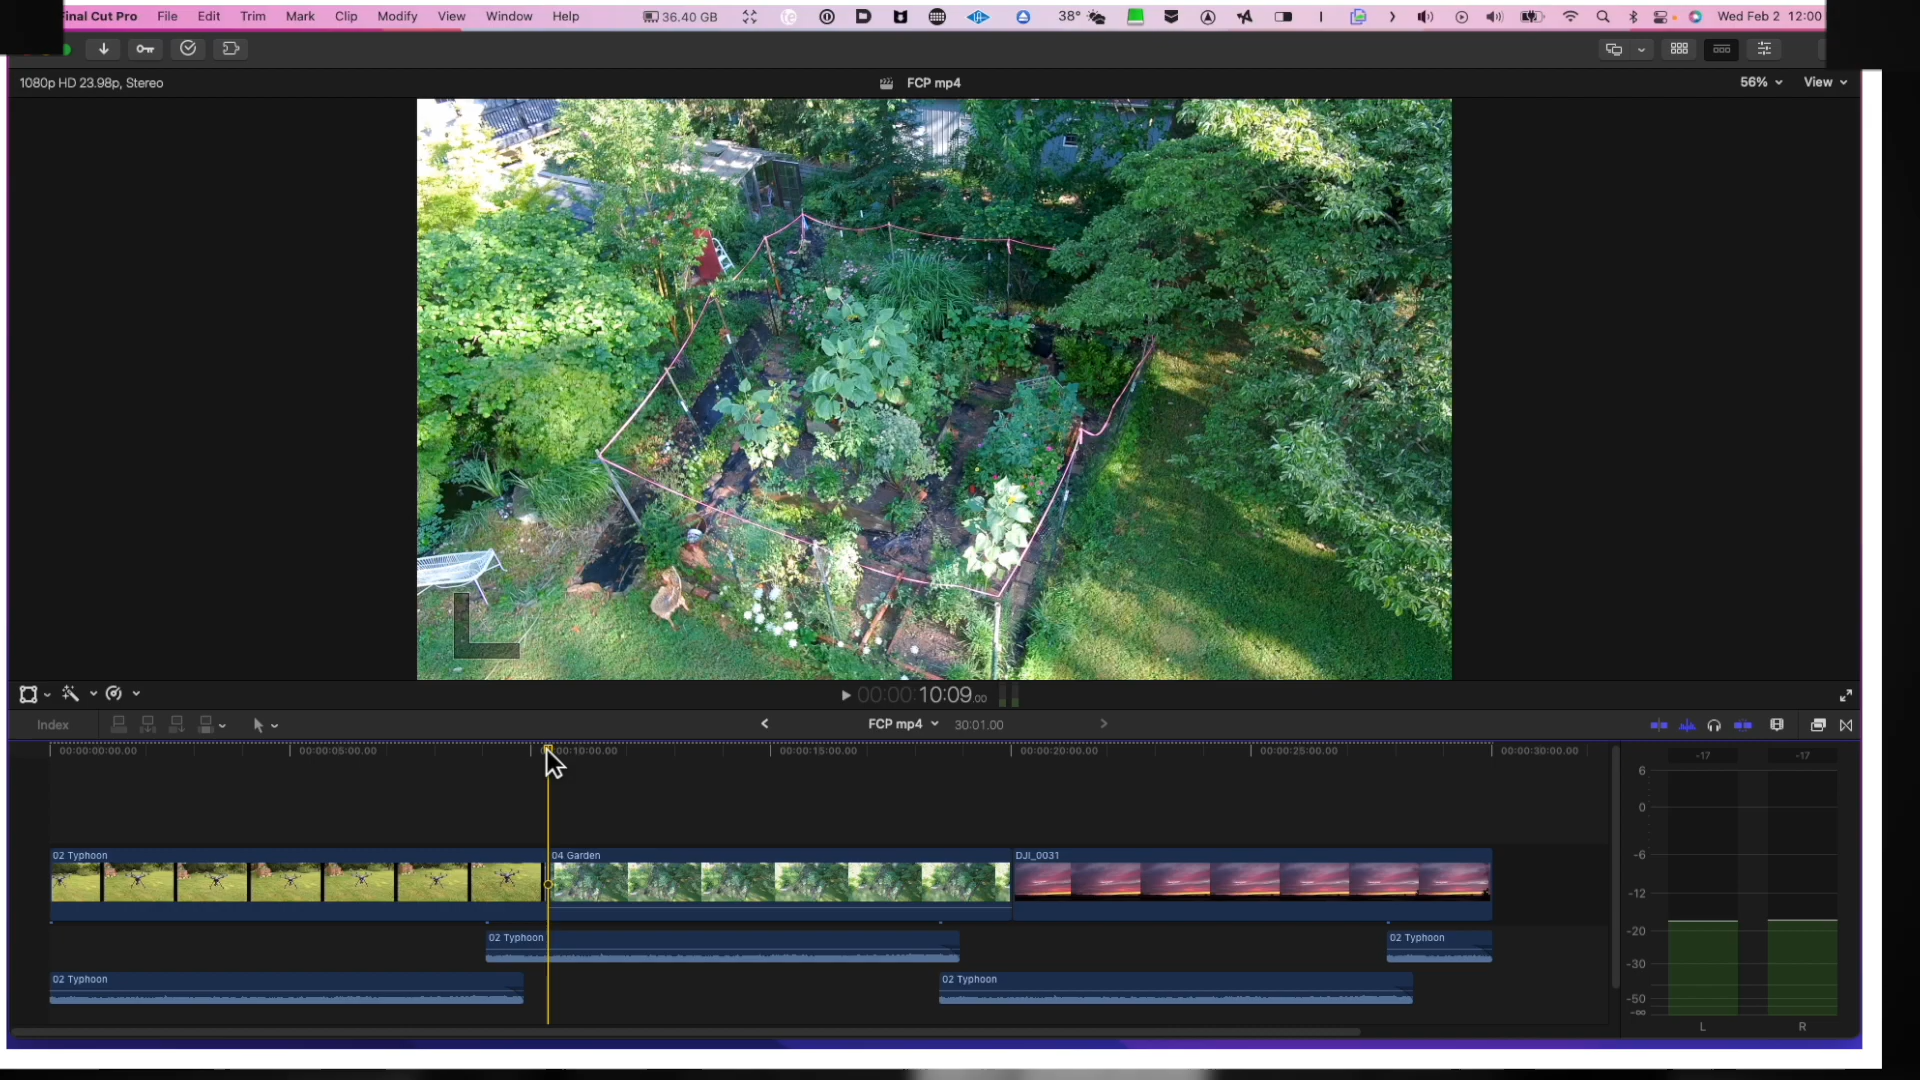 Final Cut Pro File Edit Trim Mark Clip Modify View Window Help 36.40 GB 38° Wed Feb 2 12:00
1080p HD 23.98p, Stereo FCP mp4 56% View
00:00:10:09.00
Index FCP mp4 30:01.00
00:00:00:00.00 00:00:05:00.00 :00:10:00.00 00:00:15:00.00 00:00:20:00.00 00:00:25:00.00 00:00:30:00.00
-17 -17
6
0
-6
-12
-20
-30
-50
-∞
L R
02 Typhoon 04 Garden DJI_0031
02 Typhoon 02 Typhoon
02 Typhoon 02 Typhoon